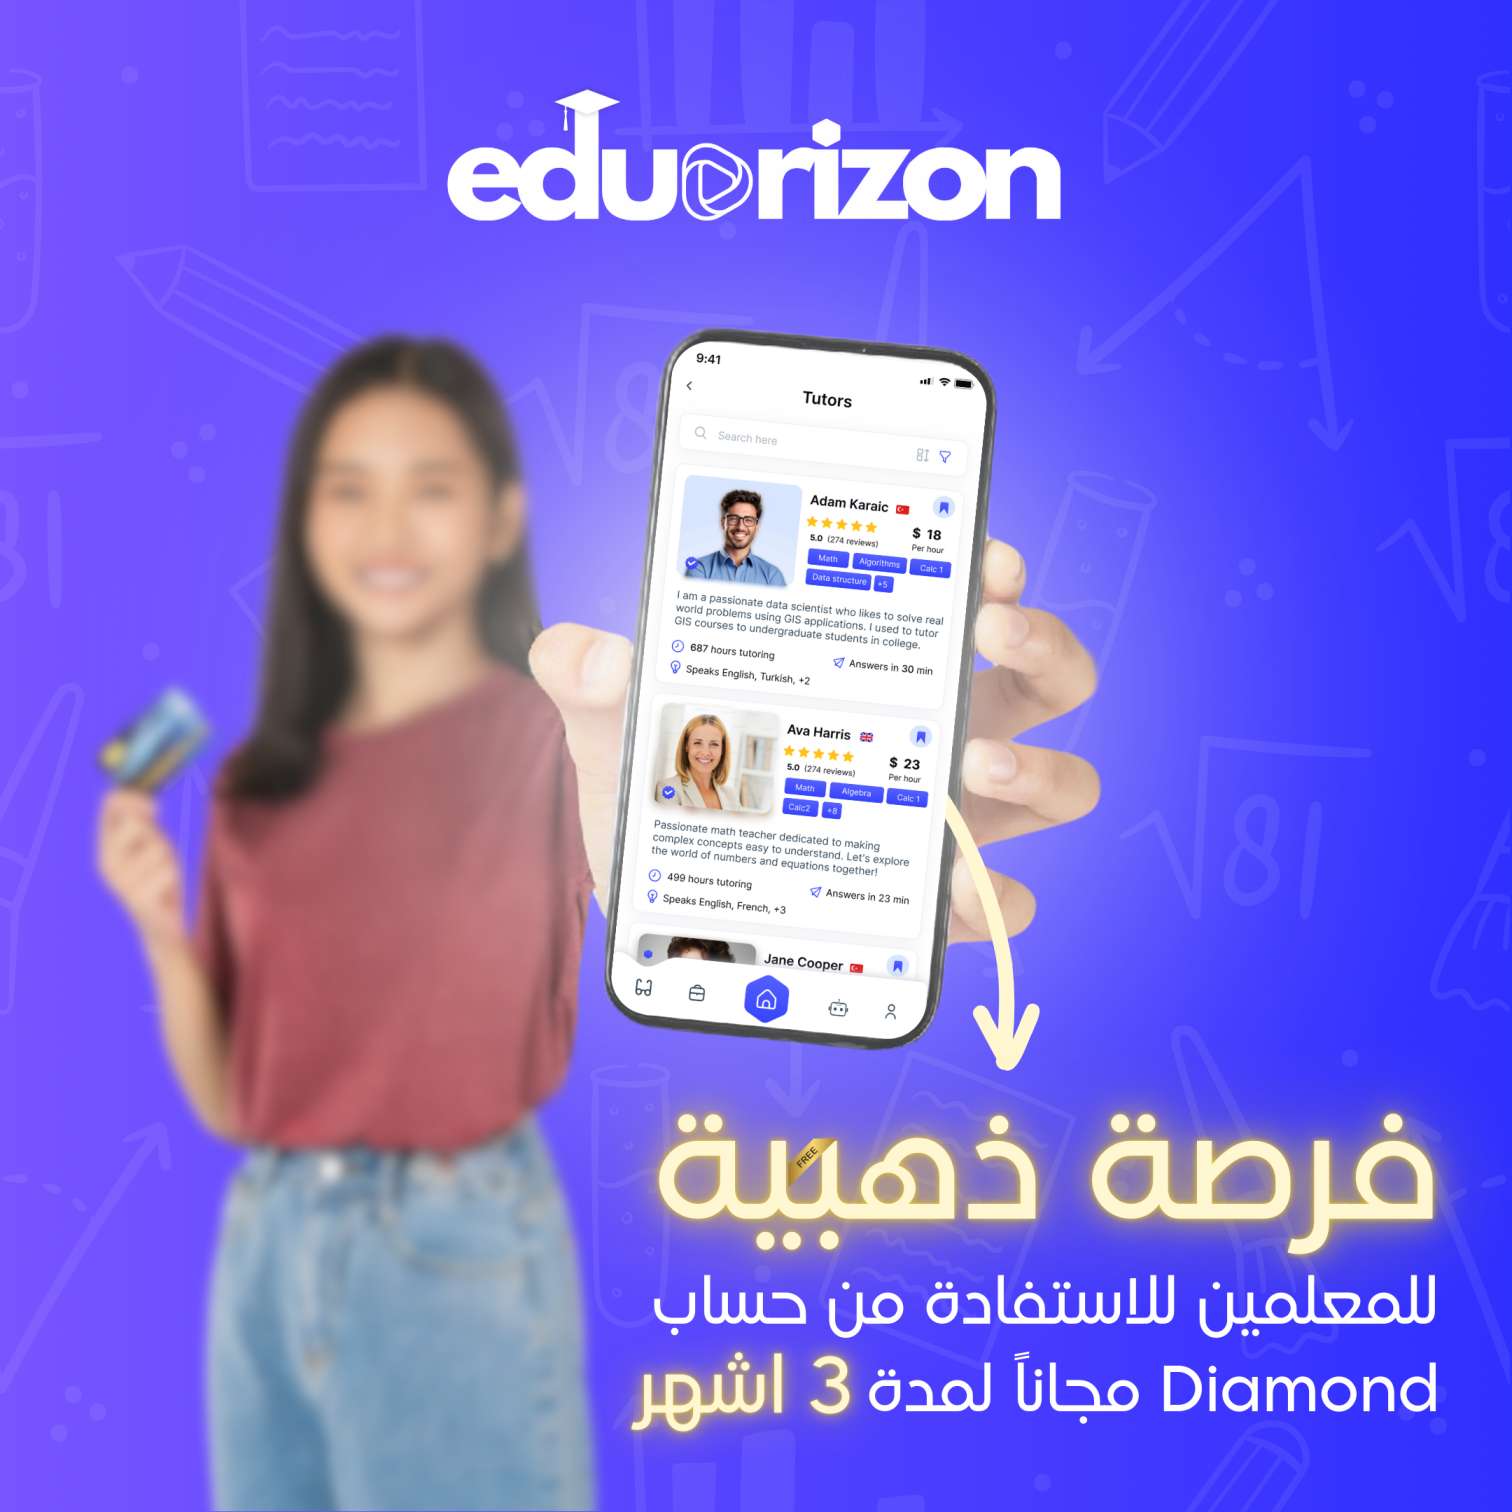 eduorizon
9:41
Tutors
Search here
Adam Karaic
5.0 (274 reviews)
$ 18
Per hour
Math Algorithms Calc 1
Data structure +5
I am a passionate data scientist who likes to solve real
world problems using GIS applications. I used to tutor
GIS courses to undergraduate students in college.
687 hours tutoring
Answers in 30 min
Speaks English, Turkish, +2
Ava Harris
5.0 (274 reviews)
$ 23
Per hour
Math Algebra Calc 1
Calc2 +8
Passionate math teacher dedicated to making
complex concepts easy to understand. Let's explore
the world of numbers and equations together!
499 hours tutoring
Answers in 23 min
Speaks English, French, +3
Jane Cooper
فرصة ذهبية
FREE
للمعلمين للاستفادة من حساب
Diamond مجاناً لمدة 3 اشهر
√81
√81
√8
81